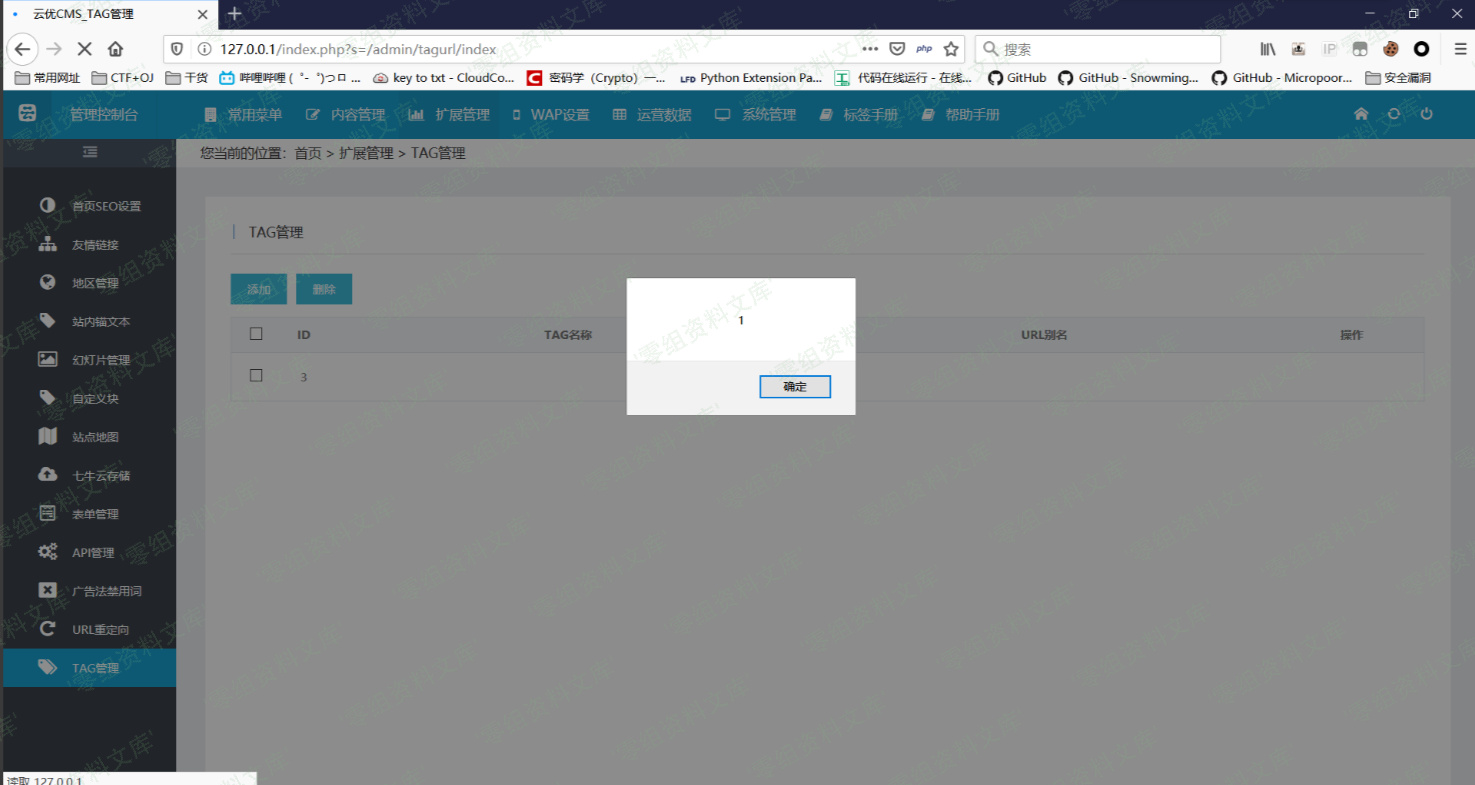 云优CMS_TAG管理
127.0.0.1/index.php?s=/admin/tagurl/index
php
搜索
IP
常用网址 CTF+OJ 干货 哔哩哔哩 ( ゜- ゜)つロ ... key to txt - CloudCo... 密码学（Crypto）一... LFD Python Extension Pa... 代码在线运行 - 在线... GitHub GitHub - Snowming... GitHub - Micropoor... 安全漏洞
管理控制台 常用菜单 内容管理 扩展管理 WAP设置 运营数据 系统管理 标签手册 帮助手册
您当前的位置: 首页 > 扩展管理 > TAG管理
首页SEO设置
友情链接
地区管理
站内锚文本
幻灯片管理
自定义块
站点地图
七牛云存储
表单管理
API管理
广告法禁用词
URL重定向
TAG管理
TAG管理
添加 删除
ID TAG名称 URL别名 操作
3
1
确定
读取 127.0.0.1
'零组资料文库'